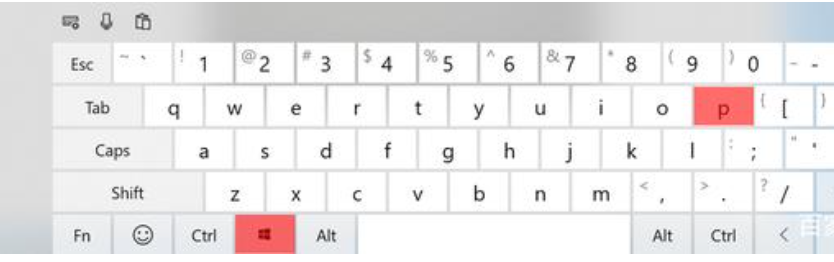 Esc ~ ` ! 1 @ 2 # 3 $ 4 % 5 ^ 6 & 7 * 8 ( 9 ) 0 - -
Tab q w e r t y u i o p { [ }
Caps a s d f g h j k l : ; " '
Shift z x c v b n m < , > . ? /
Fn Ctrl Alt Alt Ctrl <